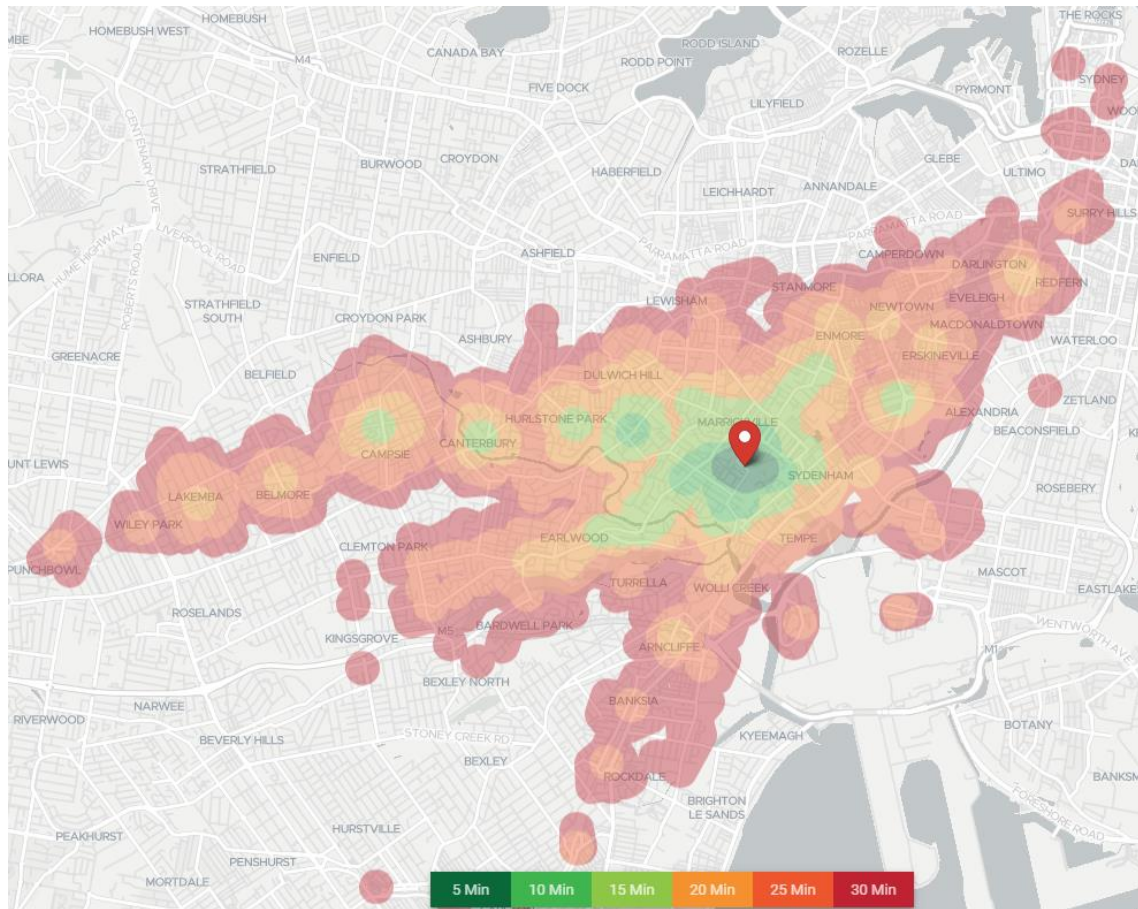 THE ROCKS
HOMEBUSH
HOMEBUSH WEST
CANADA BAY
RODD ISLAND
ROZELLE
RODD POINT
M4
SYDNEY
FIVE DOCK
PYRMONT
LILYFIELD
CENTENARY DRIVE
STRATHFIELD
BURWOOD
CROYDON
HABERFIELD
GLEBE
ULTIMO
LEICHHARDT
ANNANDALE
HUME HIGHWAY
LIVERPOOL ROAD
ROBERTS ROAD
ENFIELD
ASHFIELD
PARRAMATTA ROAD
PARRAMATTA ROAD
SURRY HILLS
CAMPERDOWN
DARLINGTON
REDFERN
STANMORE
EVELEIGH
STRATHFIELD
SOUTH
CROYDON PARK
LEWISHAM
NEWTOWN
MACDONALDTOWN
ASHBURY
ENMORE
WATERLOO
GREENACRE
ERSKINEVILLE
BELFIELD
DULWICH HILL
ZETLAND
HURLSTONE PARK
MARRICKVILLE
ALEXANDRIA
BEACONSFIELD
CANTERBURY
CAMPSIE
SYDENHAM
ROSEBERY
LAKEMBA
BELMORE
WILEY PARK
EARLWOOD
TEMPE
CLEMTON PARK
PUNCHBOWL
TURRELLA
WOLLI CREEK
MASCOT
EASTLAKE
ROSELANDS
M5
BARDWELL PARK
WENTWORTH AVE
KINGSGROVE
ARNCLIFFE
M1
BEXLEY NORTH
NARWEE
BANKSIA
RIVERWOOD
BOTANY
BEVERLY HILLS
STONEY CREEK RD
KYEEMAGH
BEXLEY
ROCKDALE
BANKSM
FORESHORE ROAD
BRIGHTON
LE SANDS
HURSTVILLE
PEAKHURST
PENSHURST
MORTDALE
5 Min 10 Min 15 Min 20 Min 25 Min 30 Min